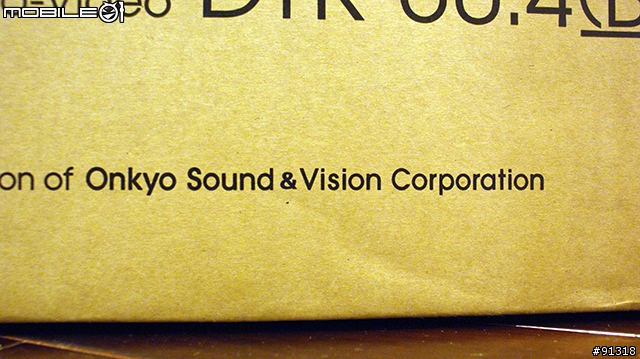 MOBILE01
DTR
on of Onkyo Sound & Vision Corporation
#91318